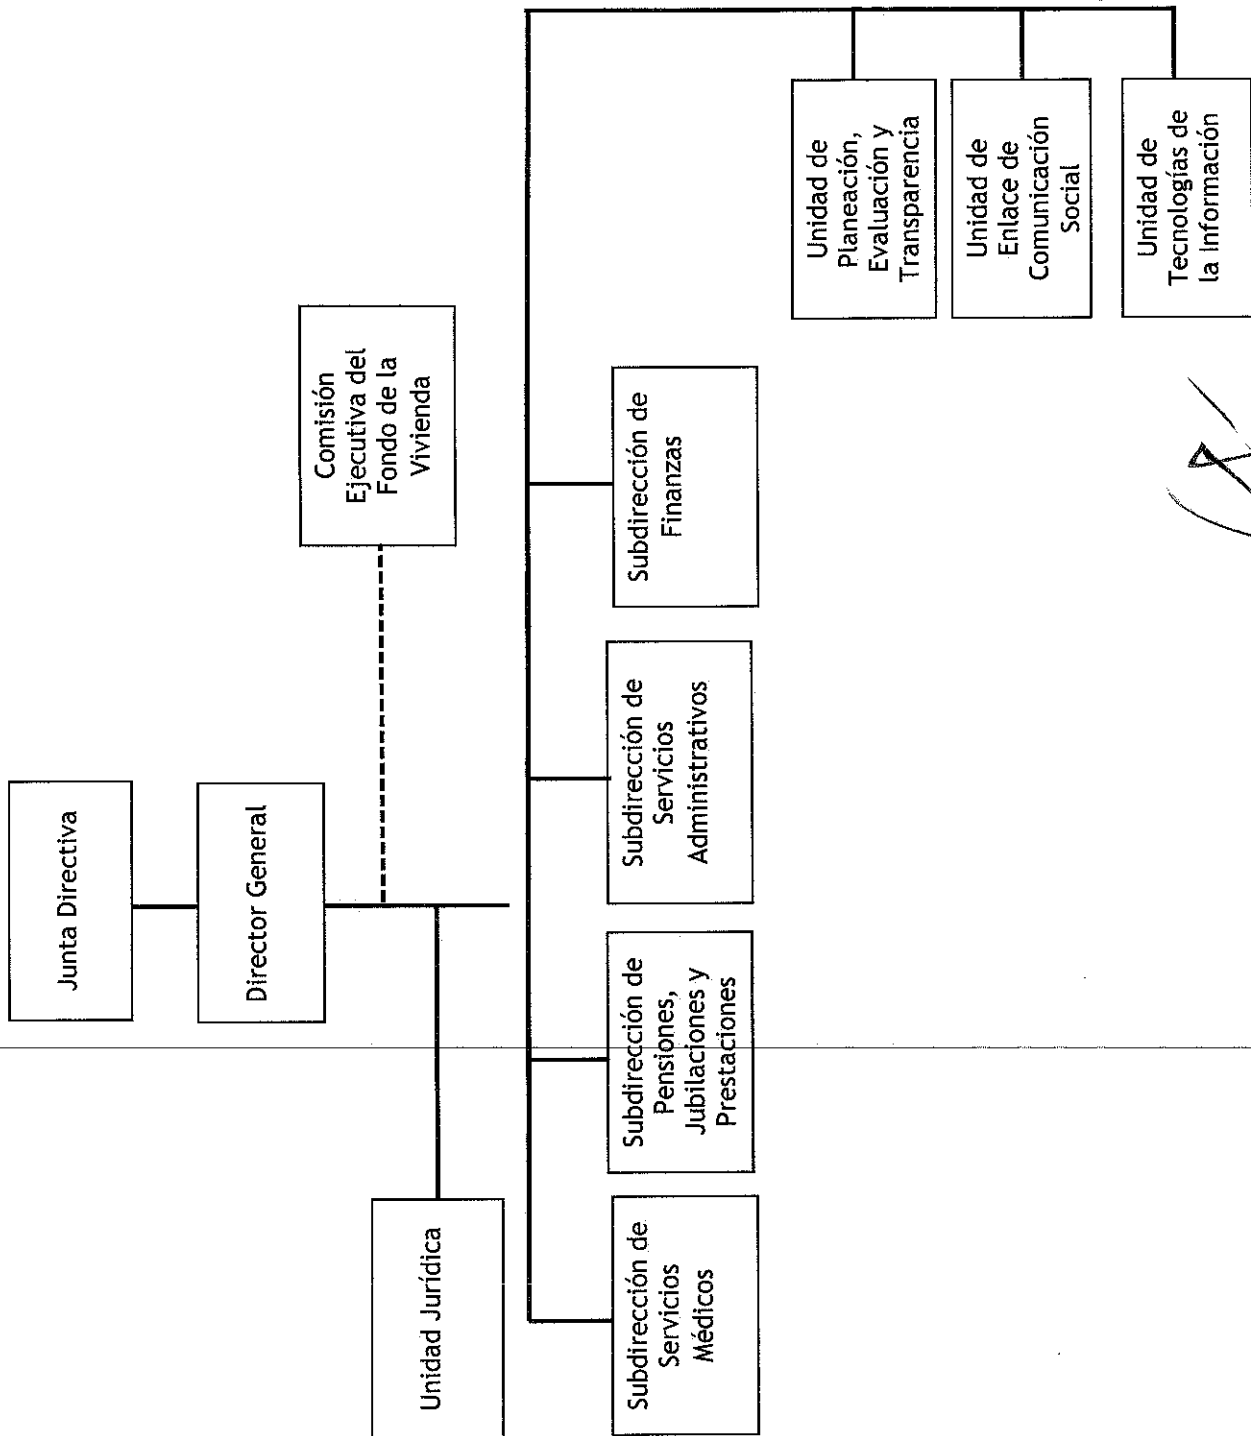 Junta Directiva
Director General
Comisión
Ejecutiva del
Fondo de la
Vivienda
Unidad Jurídica
Subdirección de
Servicios
Médicos
Subdirección de
Pensiones,
Jubilaciones y
Prestaciones
Subdirección de
Servicios
Administrativos
Subdirección de
Finanzas
Unidad de
Planeación,
Evaluación y
Transparencia
Unidad de
Enlace de
Comunicación
Social
Unidad de
Tecnologías de
la Información